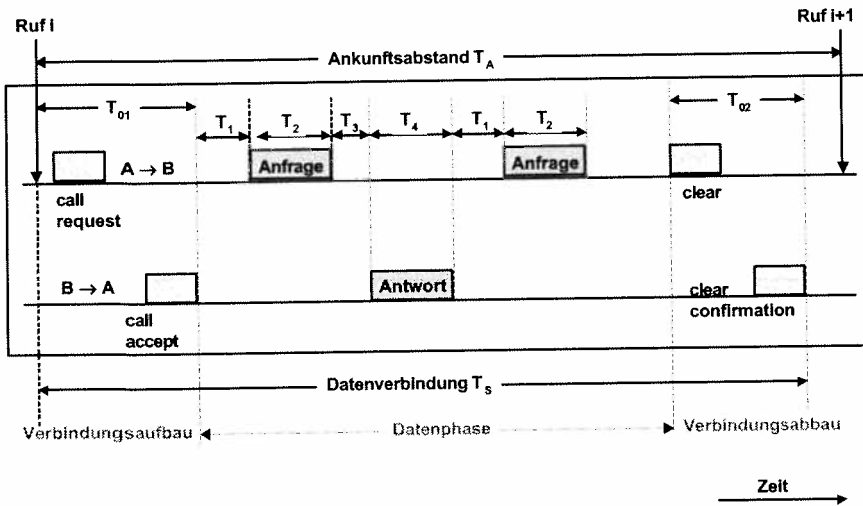 Ruf i
Ruf i+1
Ankunftsabstand T_A
T_01
T_02
T_1
T_2
T_3
T_4
T_1
T_2
A → B
Anfrage
Anfrage
call
request
clear
B → A
Antwort
call
accept
clear
confirmation
Datenverbindung T_S
Verbindungsaufbau
Datenphase
Verbindungsabbau
Zeit